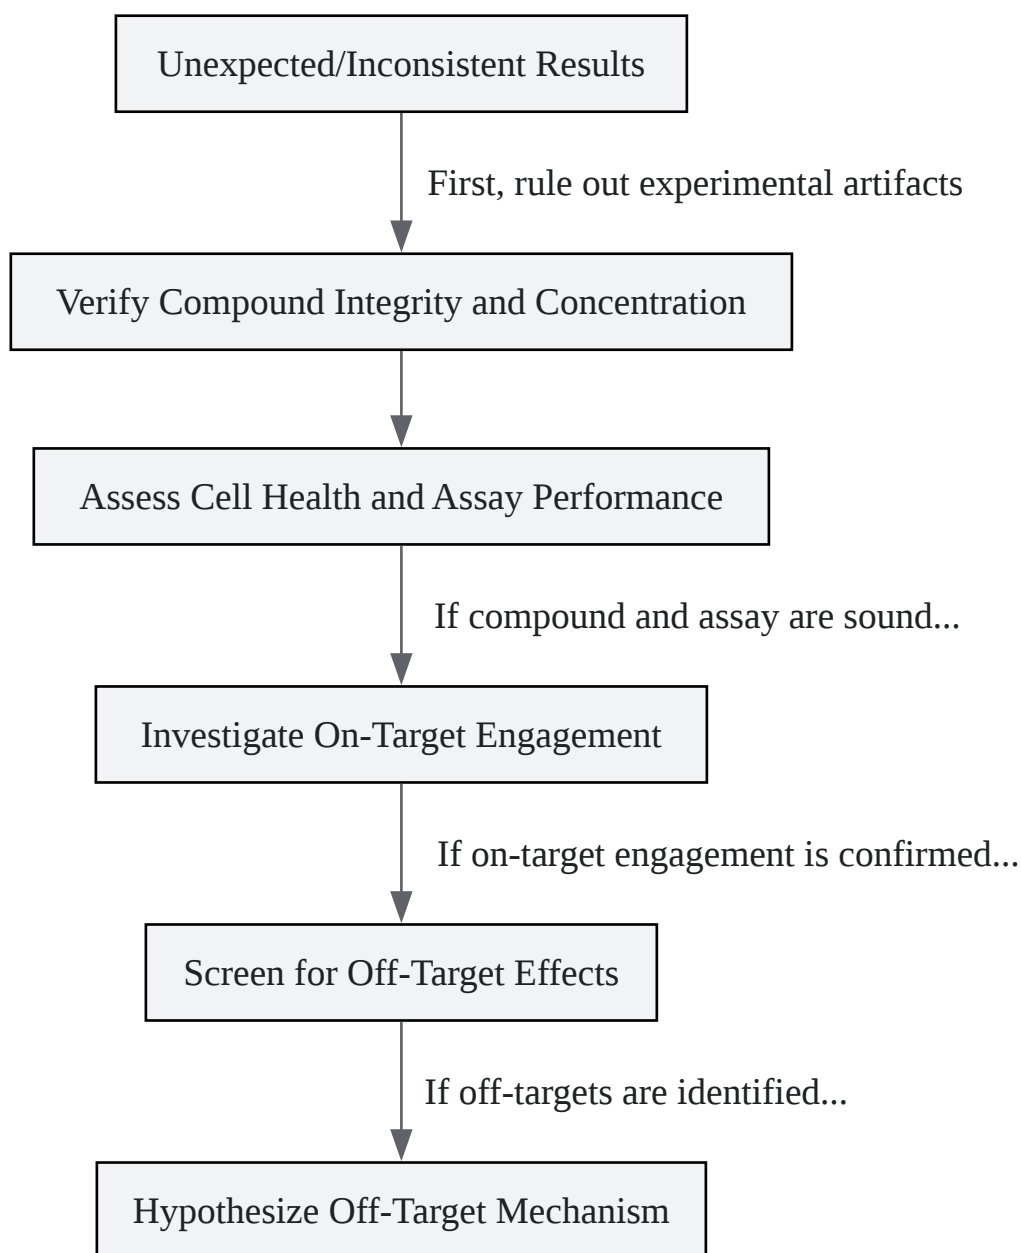 Unexpected/Inconsistent Results
First, rule out experimental artifacts
Verify Compound Integrity and Concentration
Assess Cell Health and Assay Performance
If compound and assay are sound...
Investigate On-Target Engagement
If on-target engagement is confirmed...
Screen for Off-Target Effects
If off-targets are identified...
Hypothesize Off-Target Mechanism